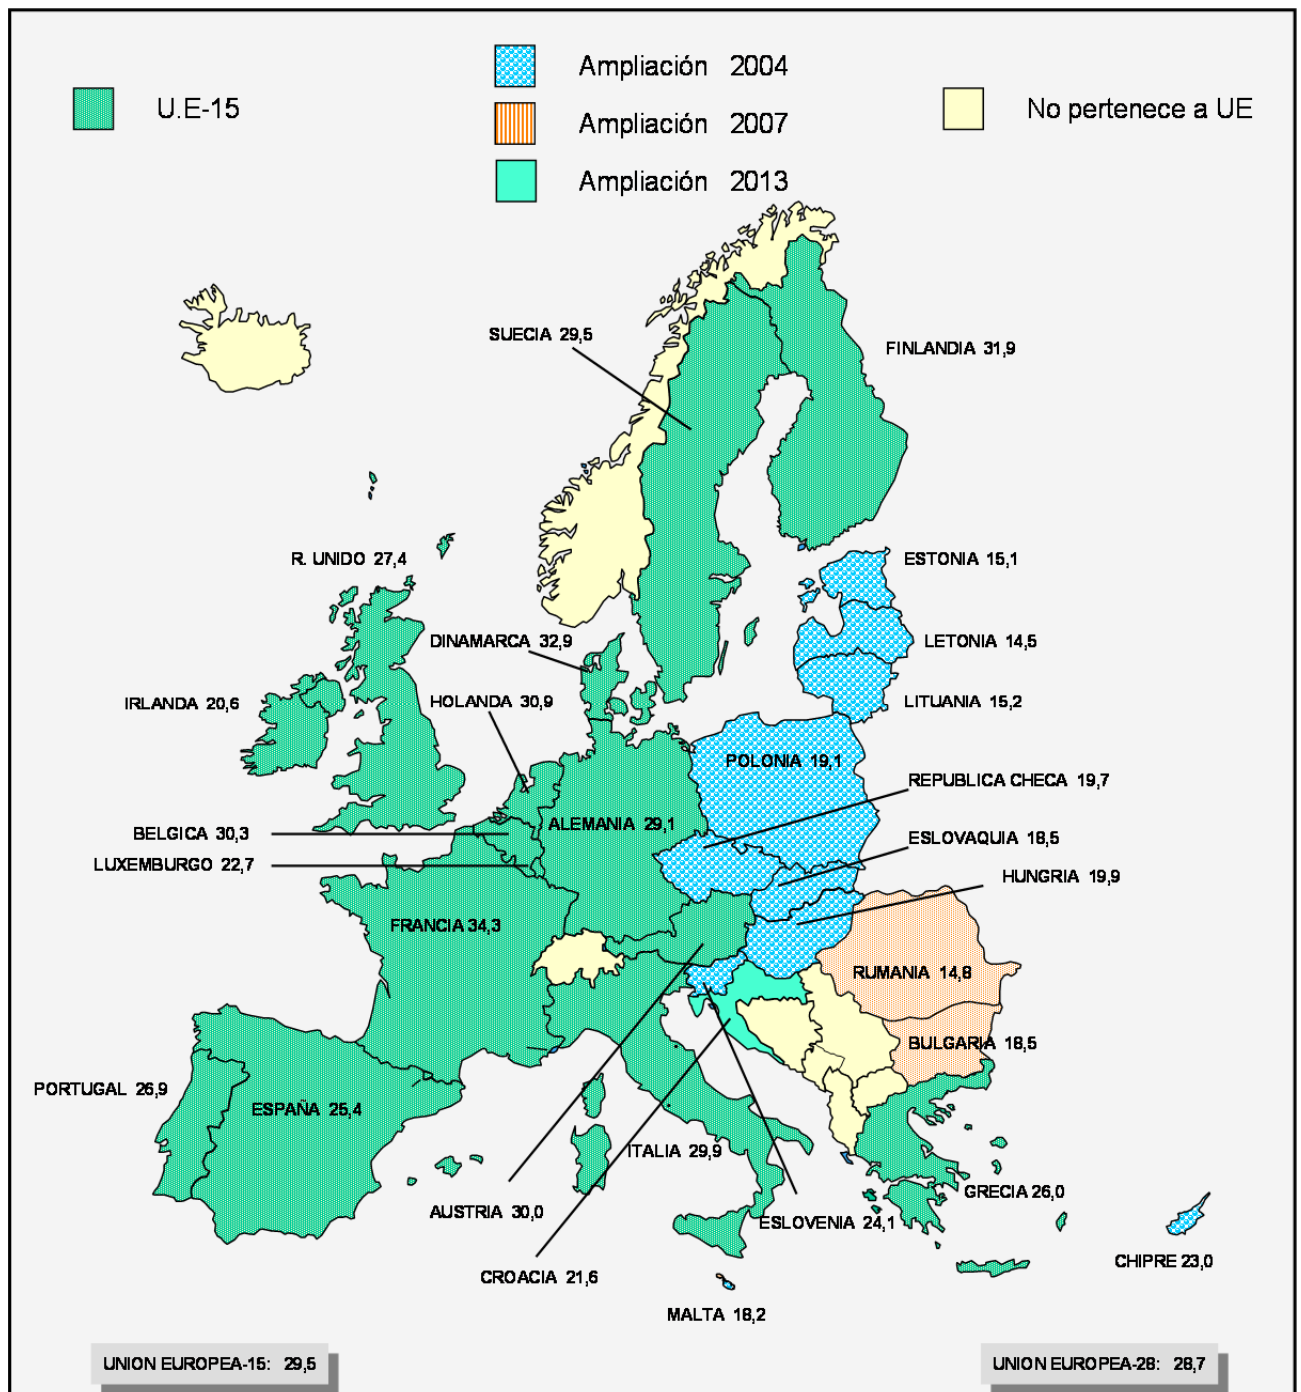 Ampliación 2004
U.E-15
Ampliación 2007
No pertenece a UE
Ampliación 2013
SUECIA 29,5
FINLANDIA 31,9
R. UNIDO 27,4
ESTONIA 15,1
DINAMARCA 32,9
LETONIA 14,5
IRLANDA 20,6
HOLANDA 30,9
LITUANIA 15,2
POLONIA 19,1
REPUBLICA CHECA 19,7
BELGICA 30,3
ALEMANIA 29,1
ESLOVAQUIA 18,5
LUXEMBURGO 22,7
HUNGRIA 19,9
FRANCIA 34,3
RUMANIA 14,8
BULGARIA 18,5
PORTUGAL 26,9
ESPAÑA 25,4
ITALIA 29,9
GRECIA 26,0
AUSTRIA 30,0
ESLOVENIA 24,1
CHIPRE 23,0
CROACIA 21,6
MALTA 18,2
UNION EUROPEA-15: 29,5
UNION EUROPEA-28: 28,7